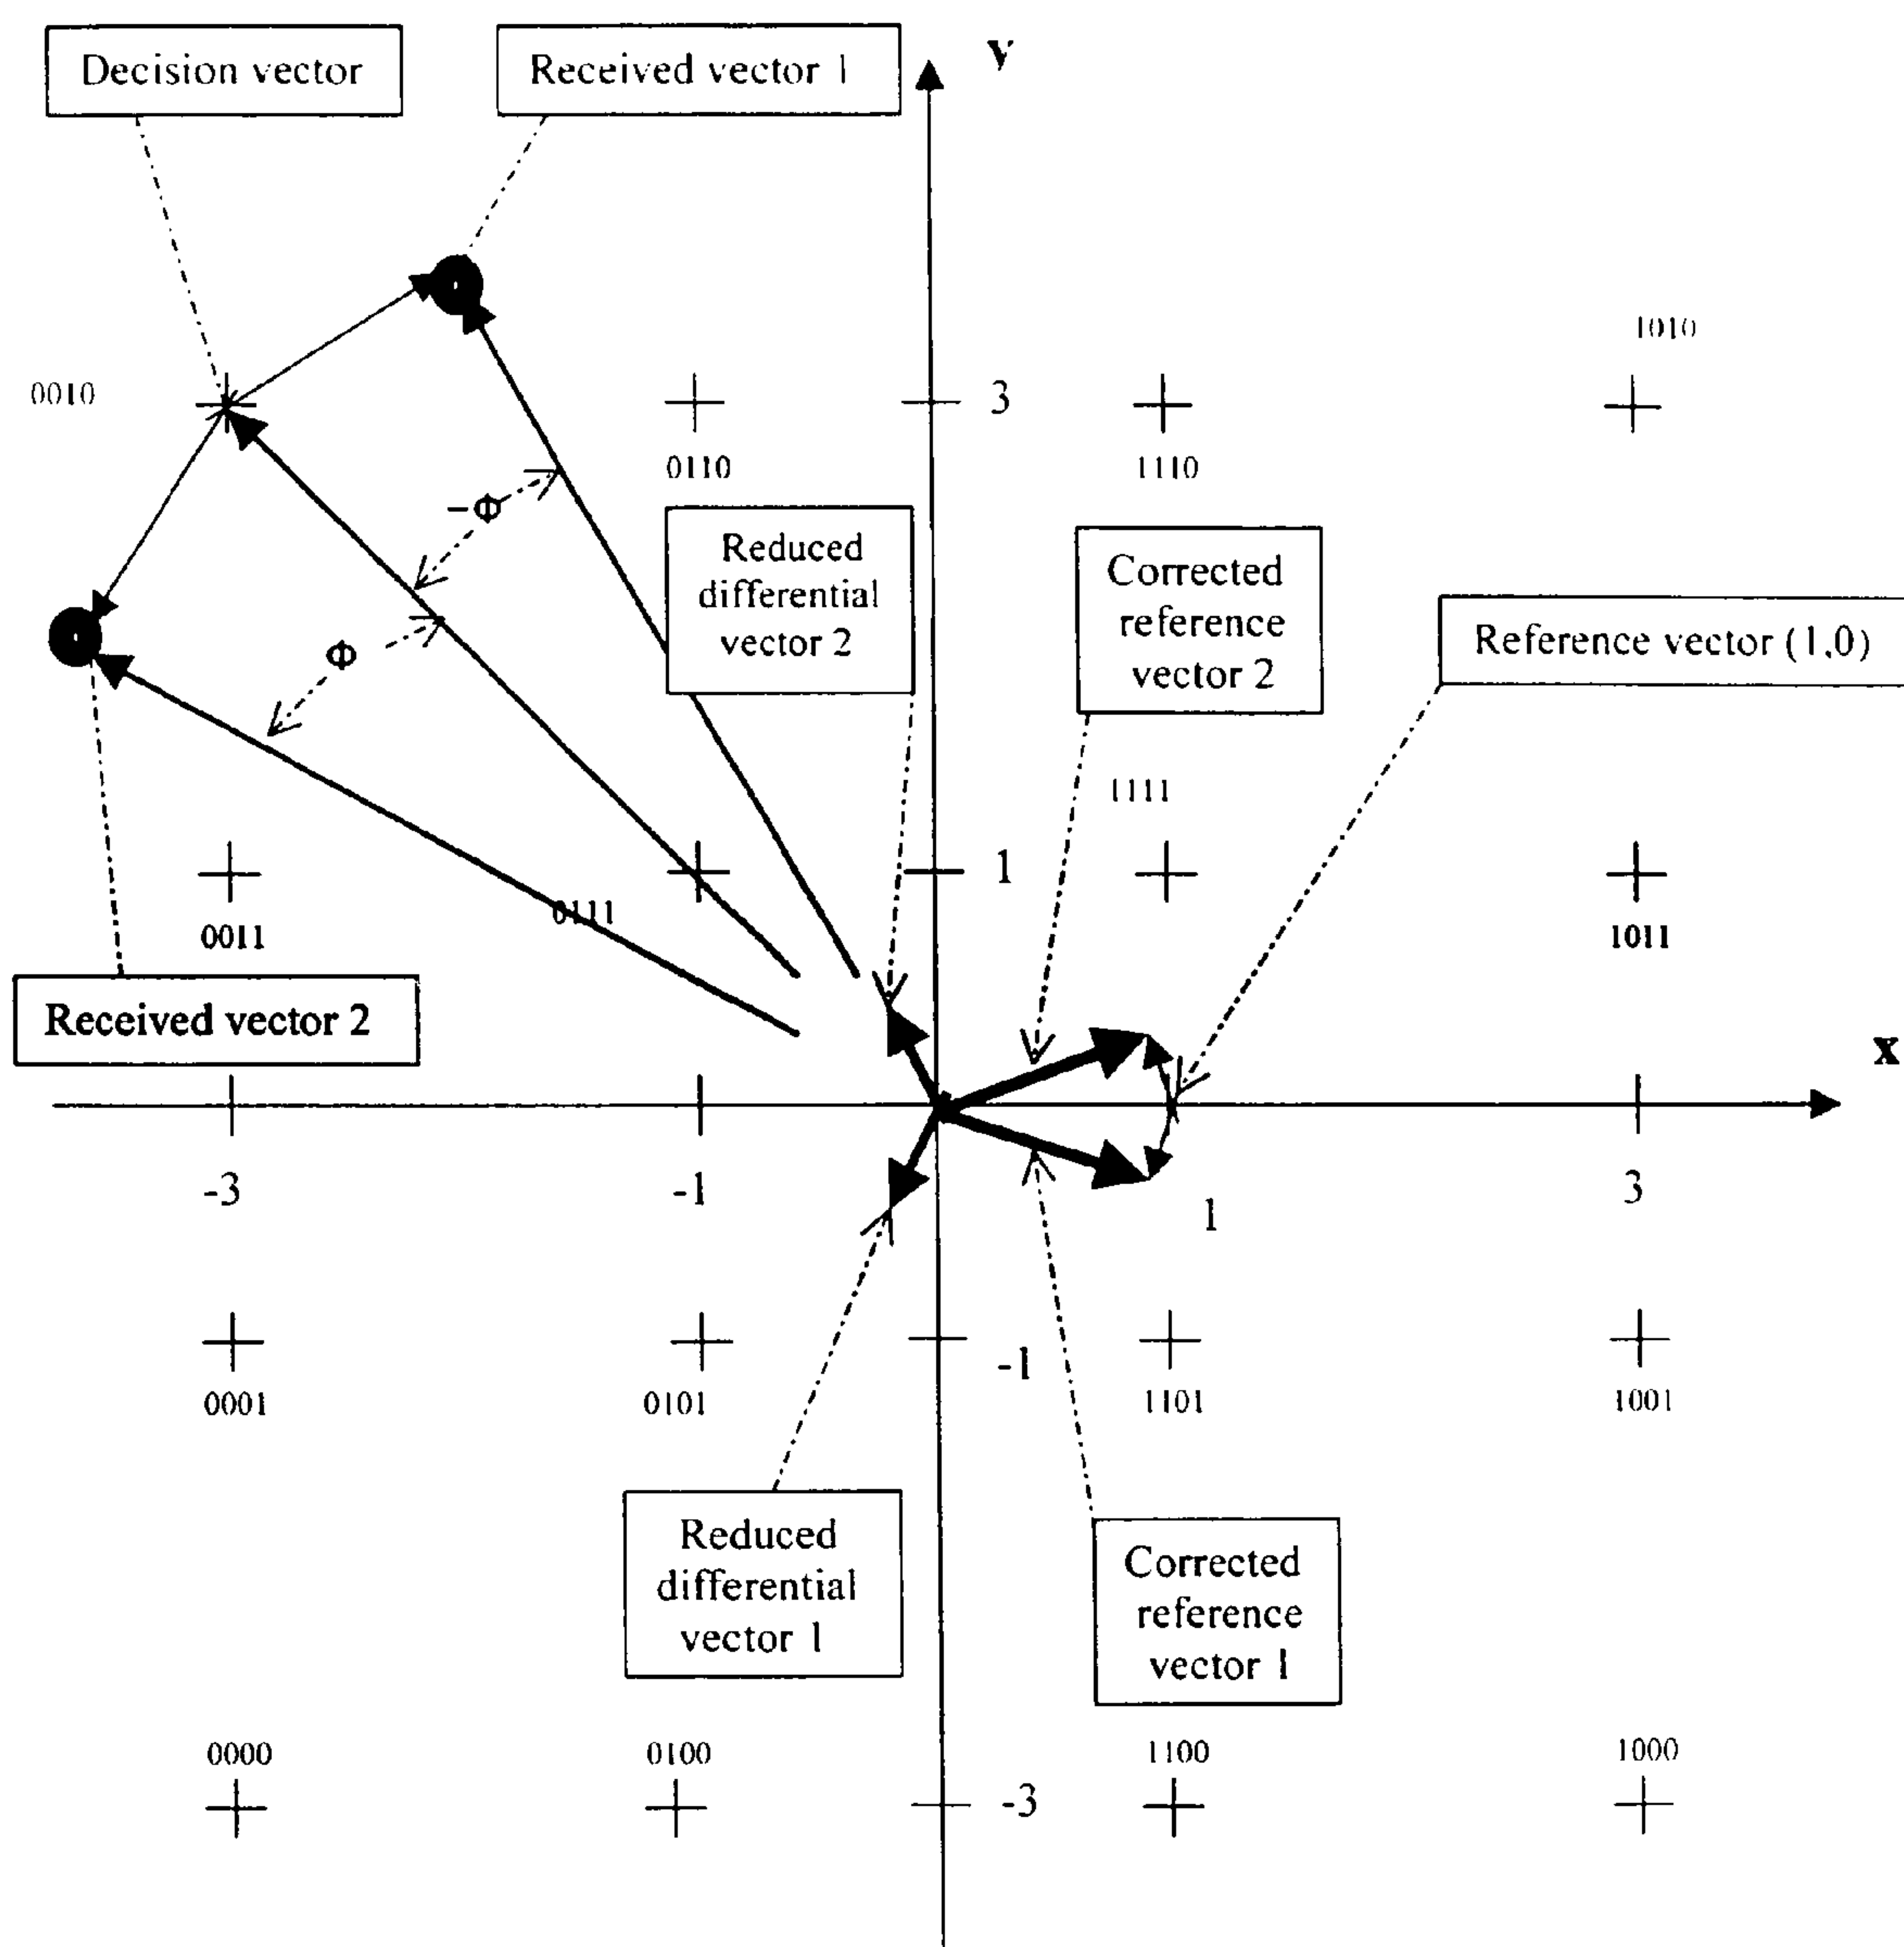 Decision vector
Received vector 1
y
1010
0010
3
0110
1110
-Φ
Reduced
differential
vector 2
Corrected
reference
vector 2
Reference vector (1,0)
Φ
1111
1
0111
0011
1011
Received vector 2
x
-3
-1
3
1
-1
0001
0101
1101
1001
Reduced
differential
vector 1
Corrected
reference
vector 1
0000
0100
1100
1000
-3